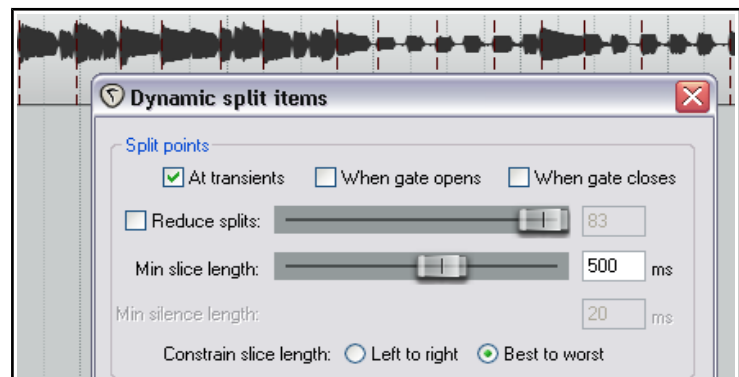 Dynamic split items
Split points
At transients When gate opens When gate closes
Reduce splits: 83
Min slice length: 500 ms
Min silence length: 20 ms
Constrain slice length: Left to right Best to worst